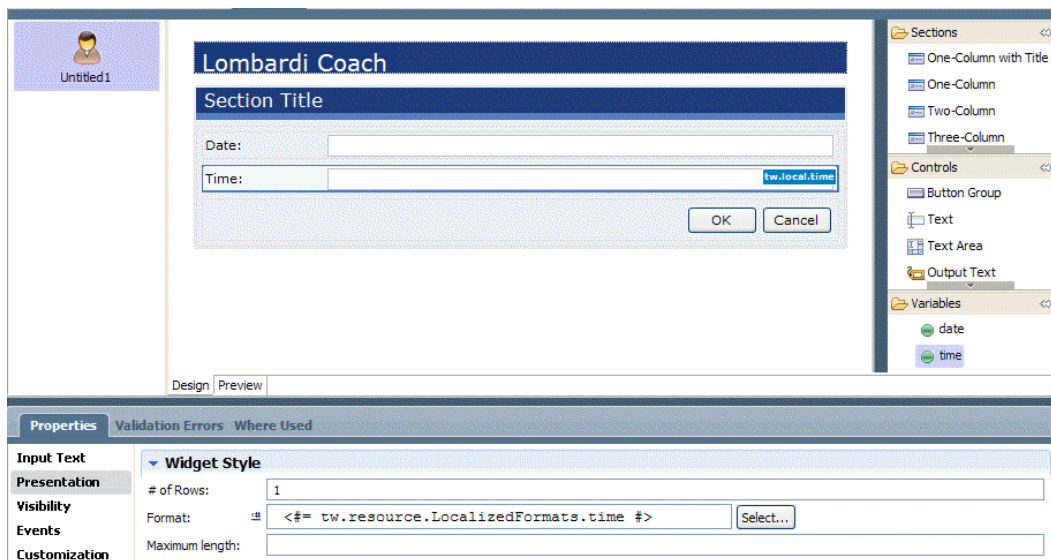 Untitled1
Lombardi Coach
Section Title
Date:
Time:
tw.local.time
OK
Cancel
Sections
One-Column with Title
One-Column
Two-Column
Three-Column
Controls
Button Group
Text
Text Area
Output Text
Variables
date
time
Design
Preview
Properties
Validation Errors
Where Used
Input Text
Presentation
Visibility
Events
Customization
Widget Style
# of Rows:
1
Format:
<#= tw.resource.LocalizedFormats.time #>
Select...
Maximum length: